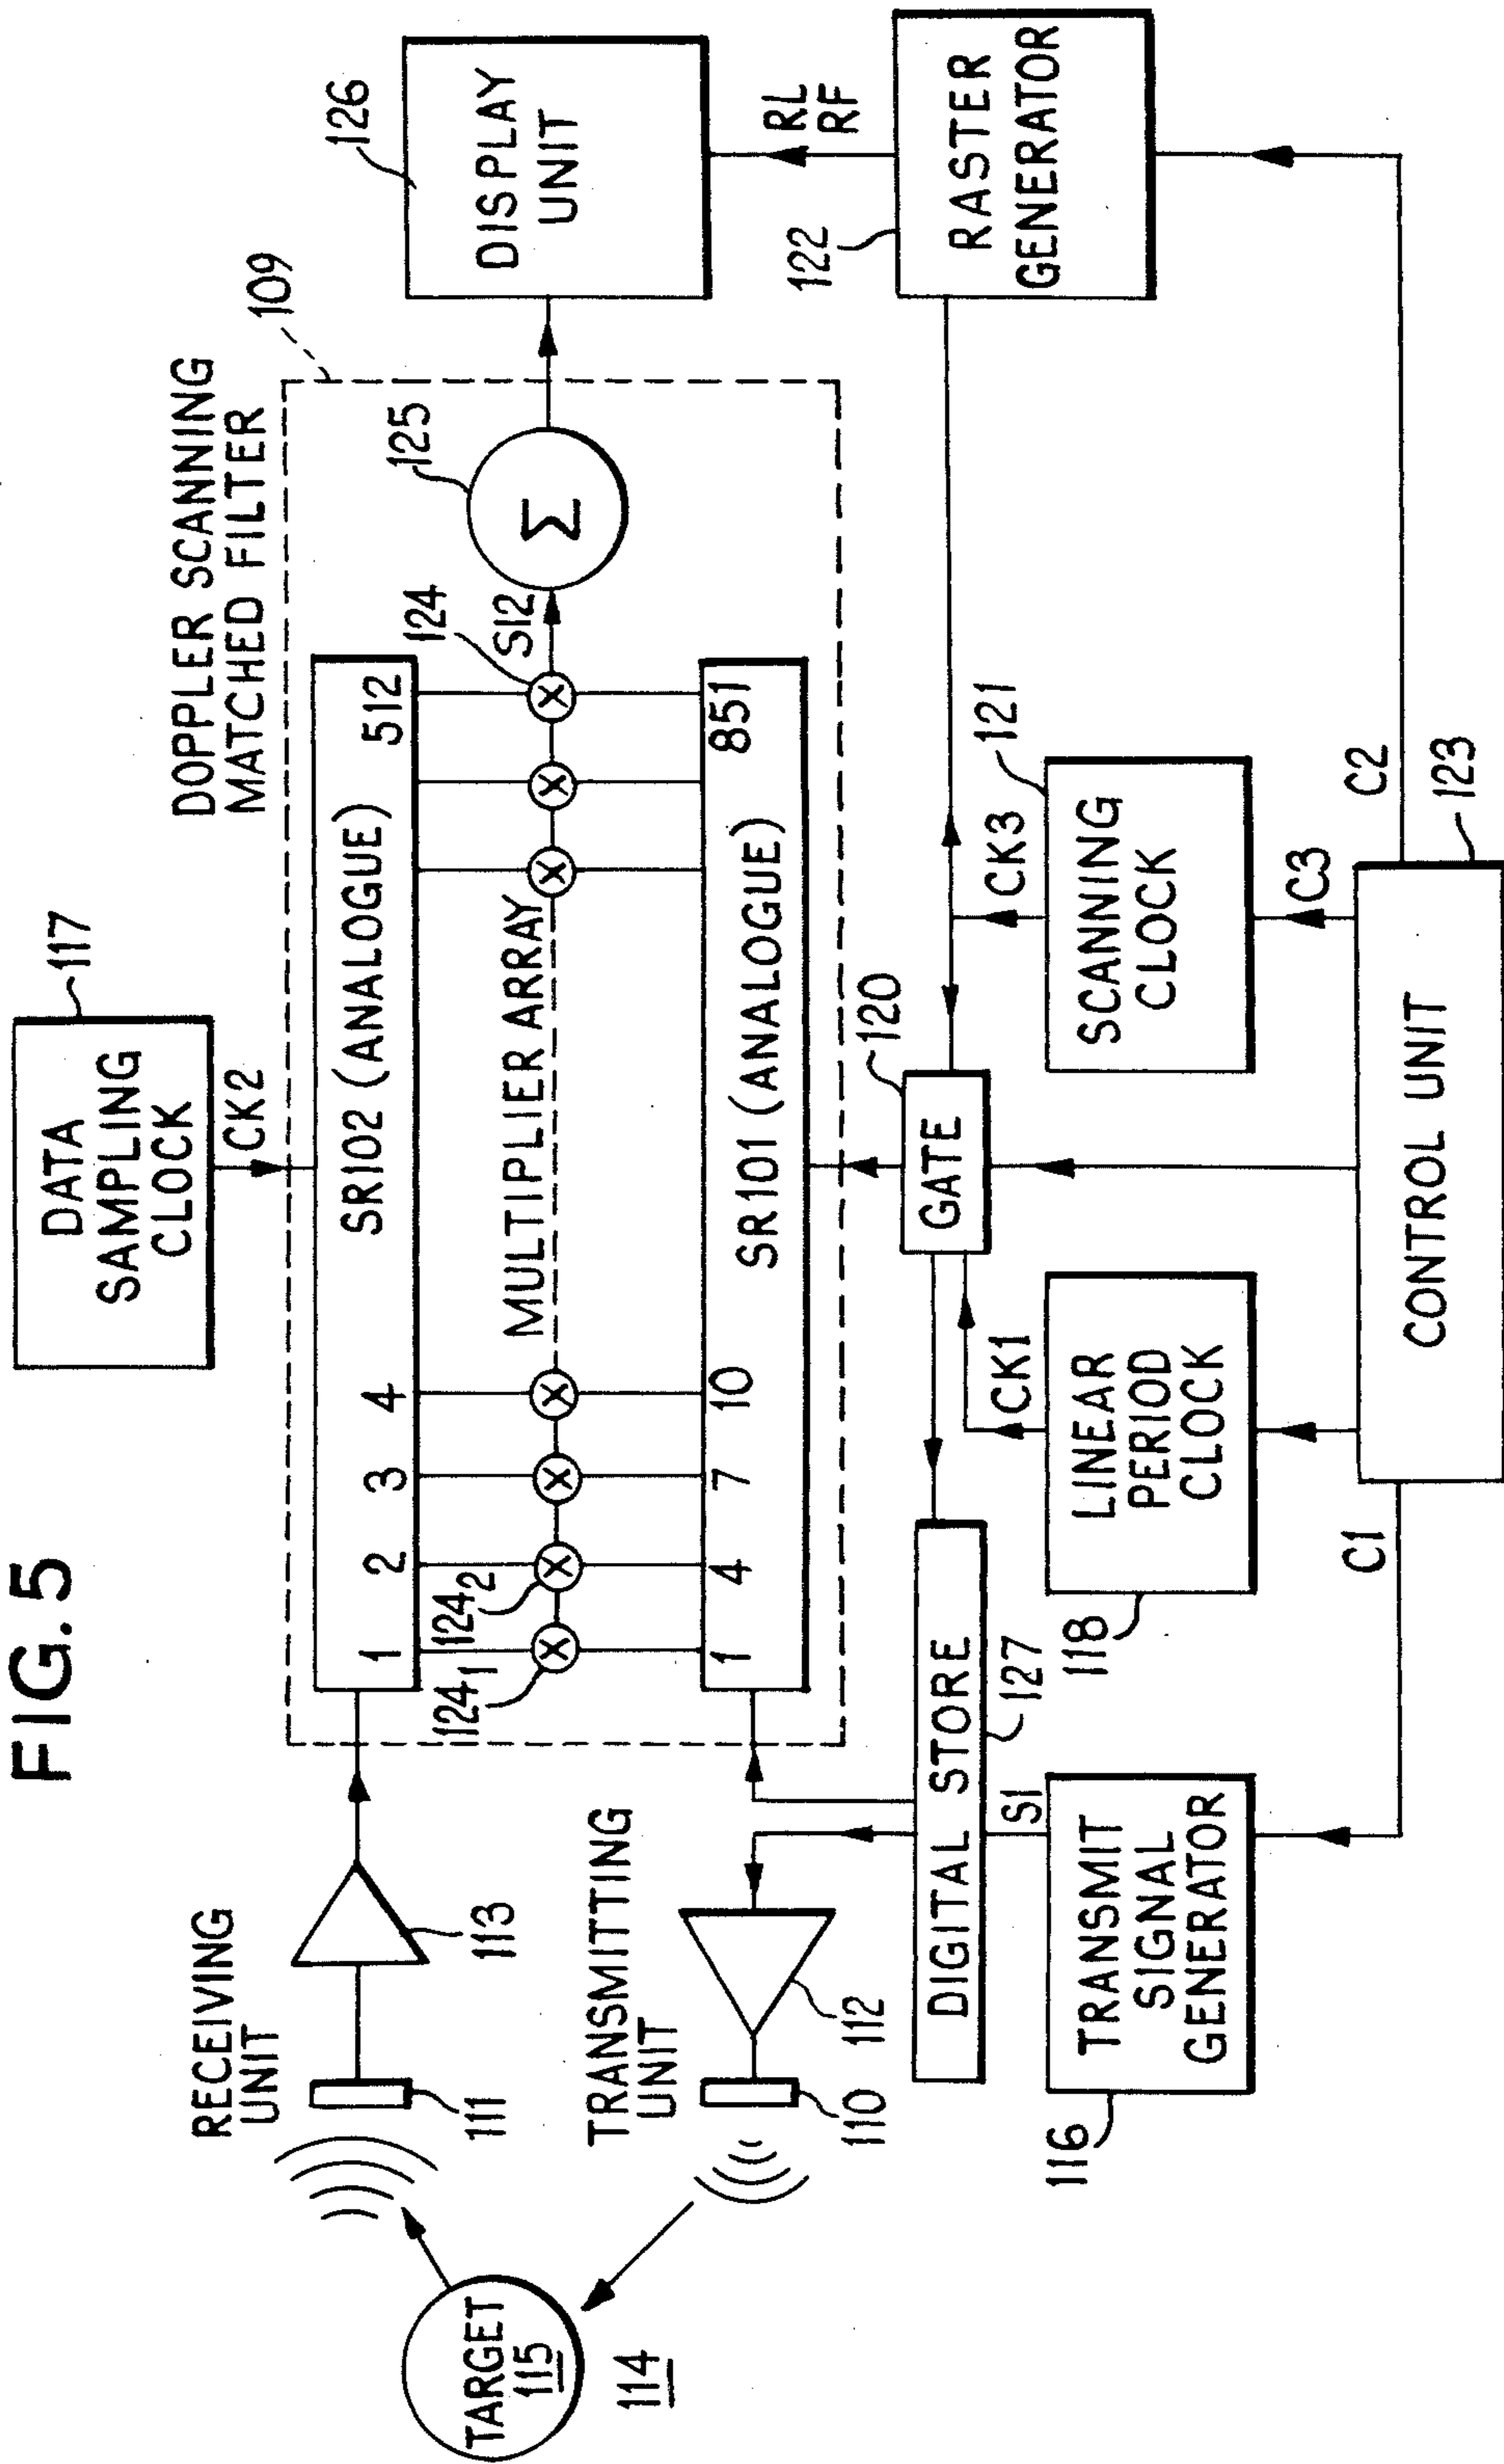 FIG. 5
DATA
SAMPLING
CLOCK
117
CK2
DOPPLER SCANNING
MATCHED FILTER
109
RECEIVING
UNIT
111
113
SR102 (ANALOGUE)
1 2 3 4 512
124₁
124₂
MULTIPLIER ARRAY
124
S12
125
Σ
126
DISPLAY
UNIT
1 4 7 10 851
SR101 (ANALOGUE)
TARGET
115
114
TRANSMITTING
UNIT
110
112
RL
RF
122
RASTER
GENERATOR
DIGITAL STORE
127
GATE
120
S1
TRANSMIT
SIGNAL
GENERATOR
116
CK1
LINEAR
PERIOD
CLOCK
118
CK3
SCANNING
CLOCK
121
C1
C3
C2
CONTROL UNIT
123